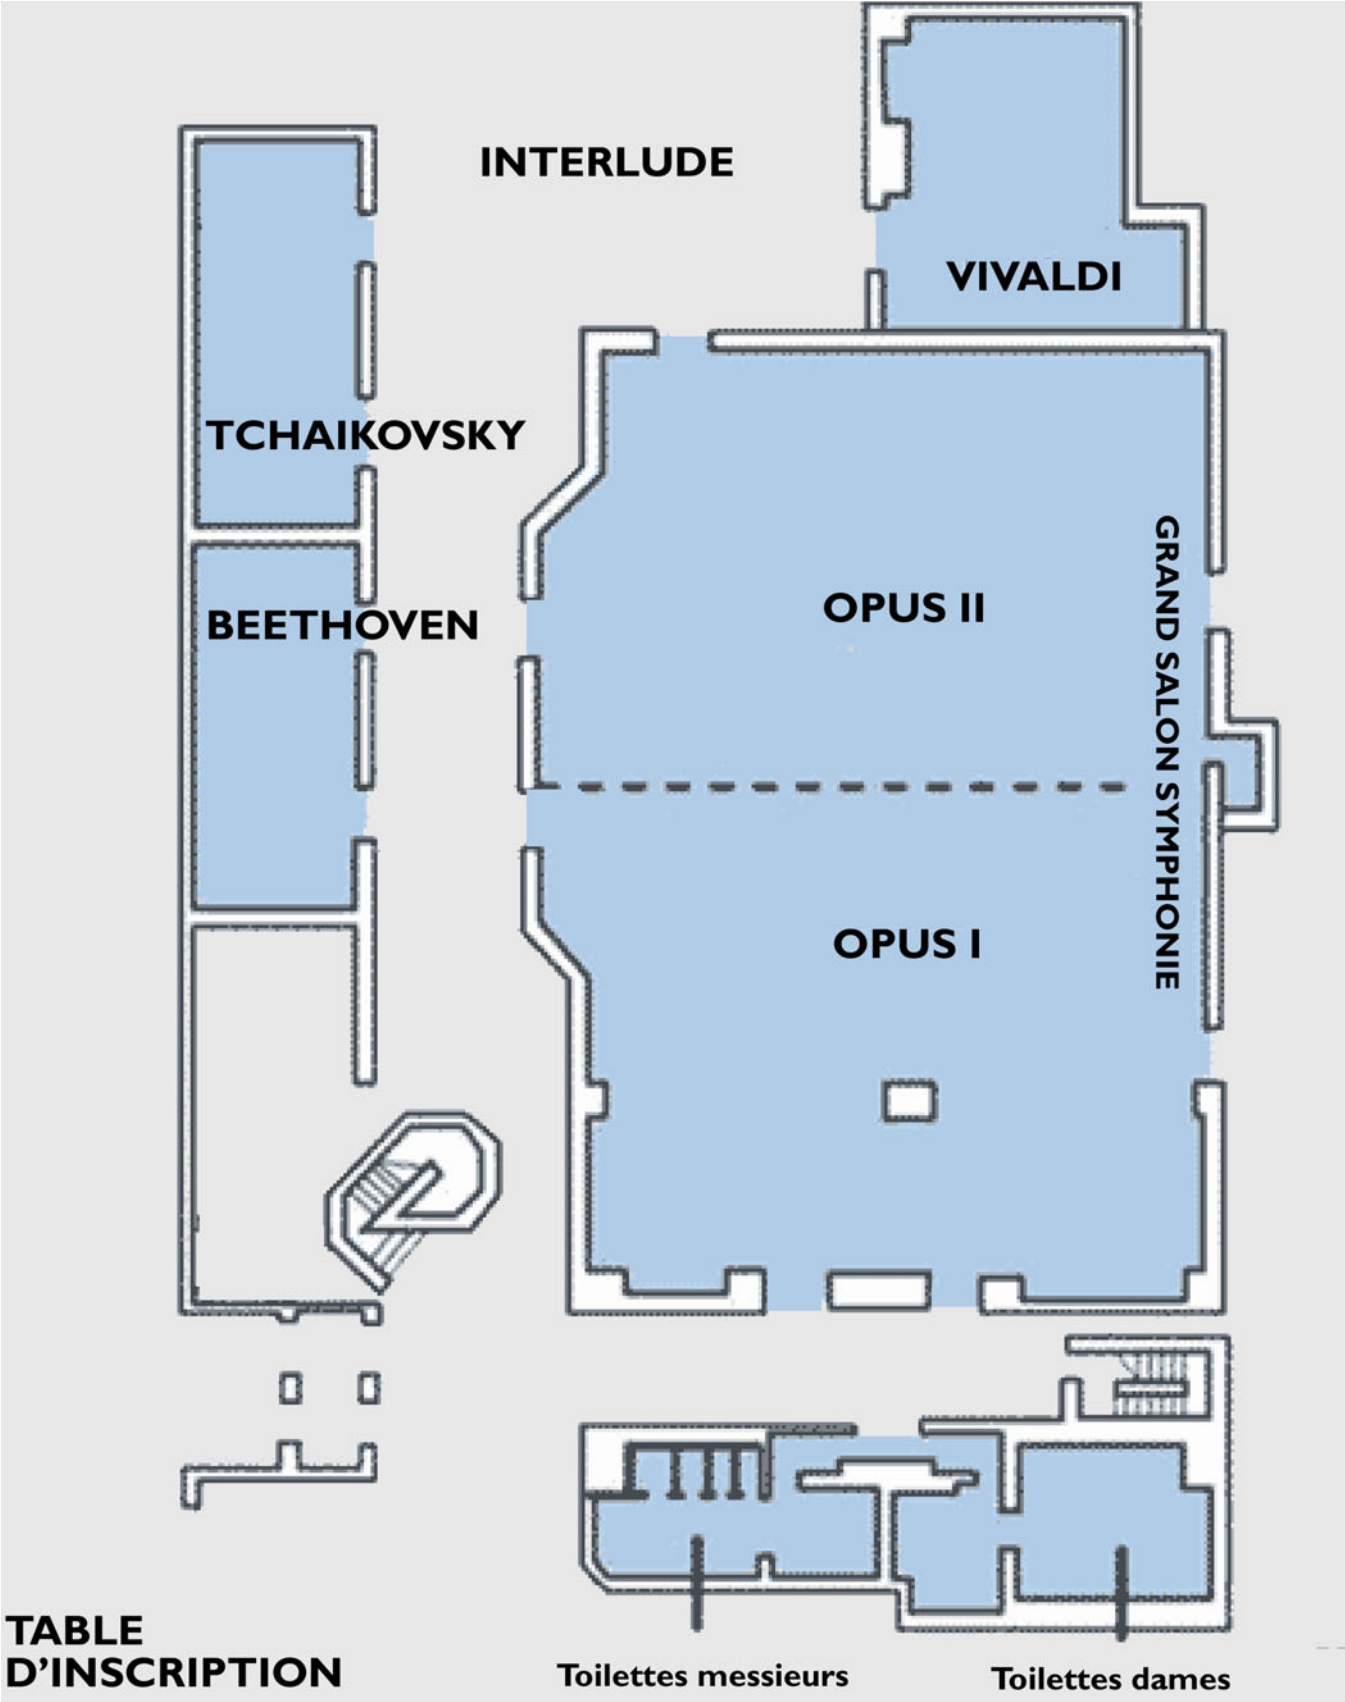 INTERLUDE
VIVALDI
TCHAIKOVSKY
BEETHOVEN
OPUS II
GRAND SALON SYMPHONIE
OPUS I
TABLE
D’INSCRIPTION
Toilettes messieurs
Toilettes dames